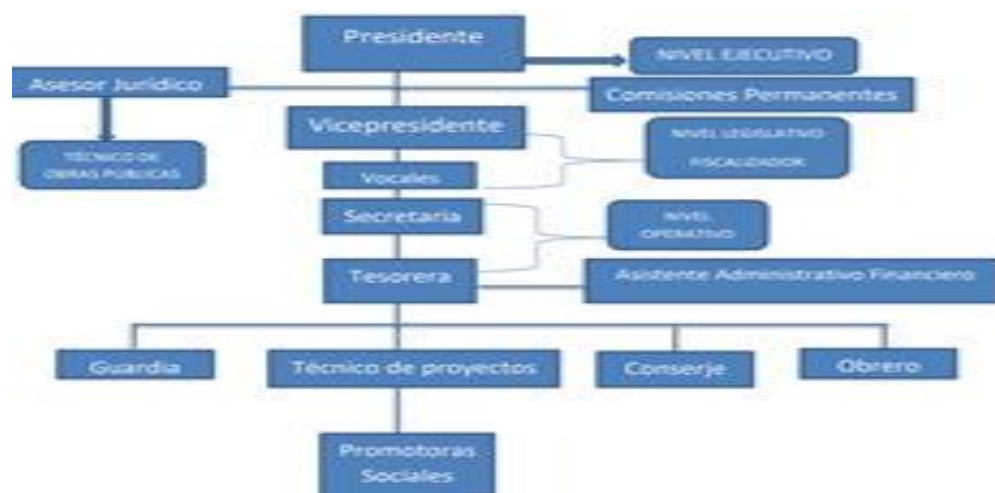 Presidente
NIVEL EJECUTIVO
Asesor Jurídico
Comisiones Permanentes
Vicepresidente
NIVEL LEGISLATIVO
FISCALIZADOR
TÉCNICO DE
OBRAS PÚBLICAS
Vocales
Secretaria
NIVEL
OPERATIVO
Tesorera
Asistente Administrativo Financiero
Guardia
Técnico de proyectos
Conserje
Obrero
Promotoras
Sociales